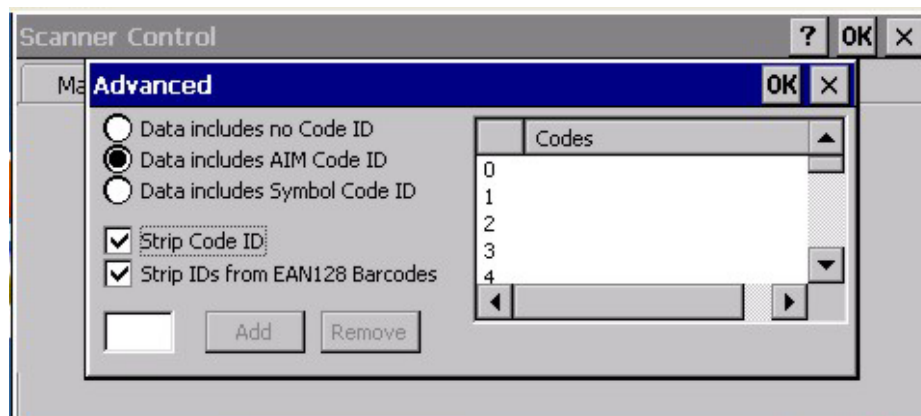 Scanner Control ? OK ×
Ma
Advanced OK ×
Data includes no Code ID
Data includes AIM Code ID
Data includes Symbol Code ID
Strip Code ID
Strip IDs from EAN128 Barcodes
Add Remove
Codes
0
1
2
3
4